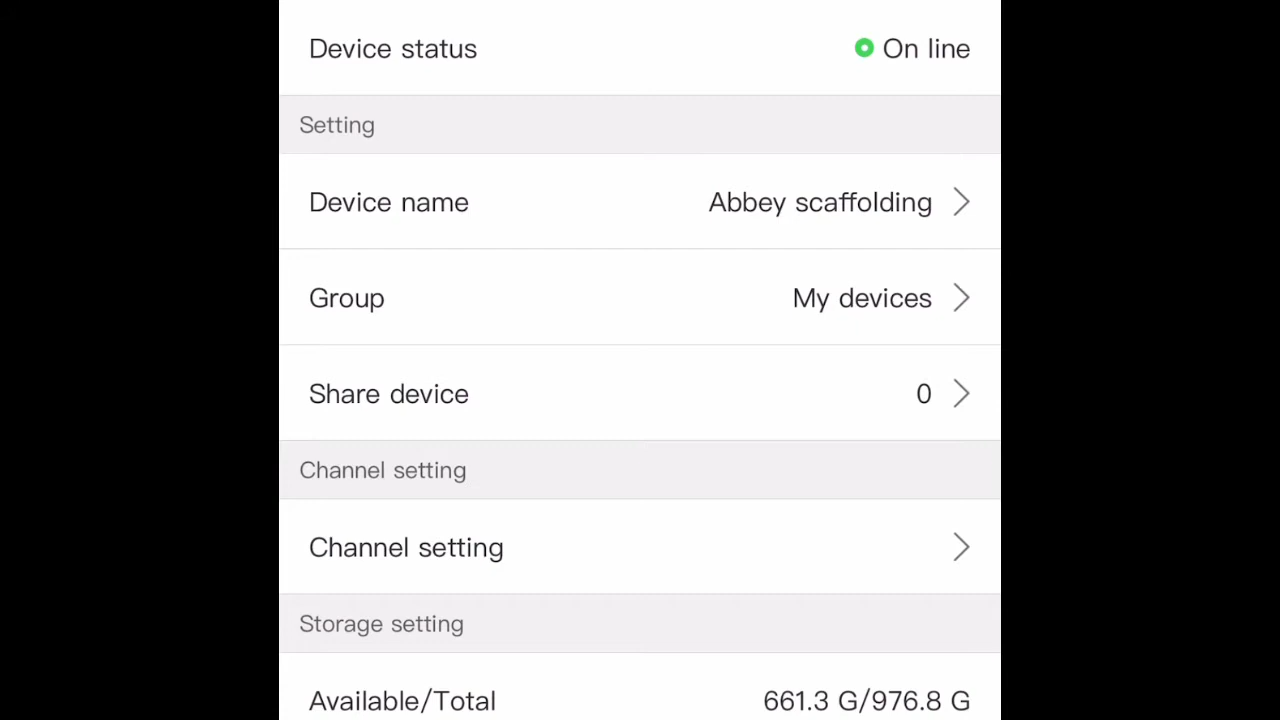 Device status On line
Setting
Device name Abbey scaffolding
Group My devices
Share device 0
Channel setting
Channel setting
Storage setting
Available/Total 661.3 G/976.8 G